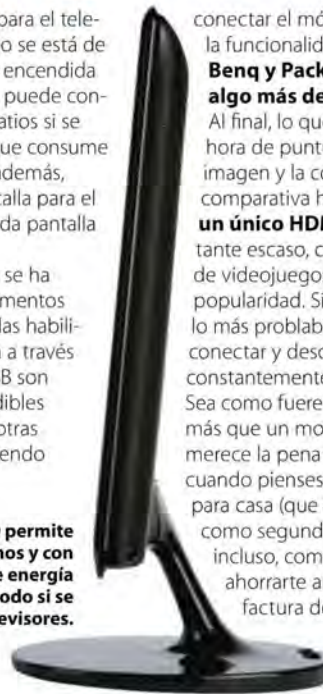 para el tele-
o se está de
encendida
puede con-
atios si se
que consume
además,
talla para el
da pantalla
se ha
mentos
las habili-
a través
B son
dibles
otras
endo
permite
nos y con
e energía
odo si se
evisores.
conectar el mó
la funcionalid
Benq y Pack
algo más de
Al final, lo que
hora de punt
imagen y la co
comparativa h
un único HDM
tante escaso, c
de videojuego
popularidad. Si
lo más problab
conectar y desc
constantemente
Sea como fuere
más que un mo
merece la pena
cuando pienses
para casa (que
como segund
incluso, com
ahorrarte a
factura de